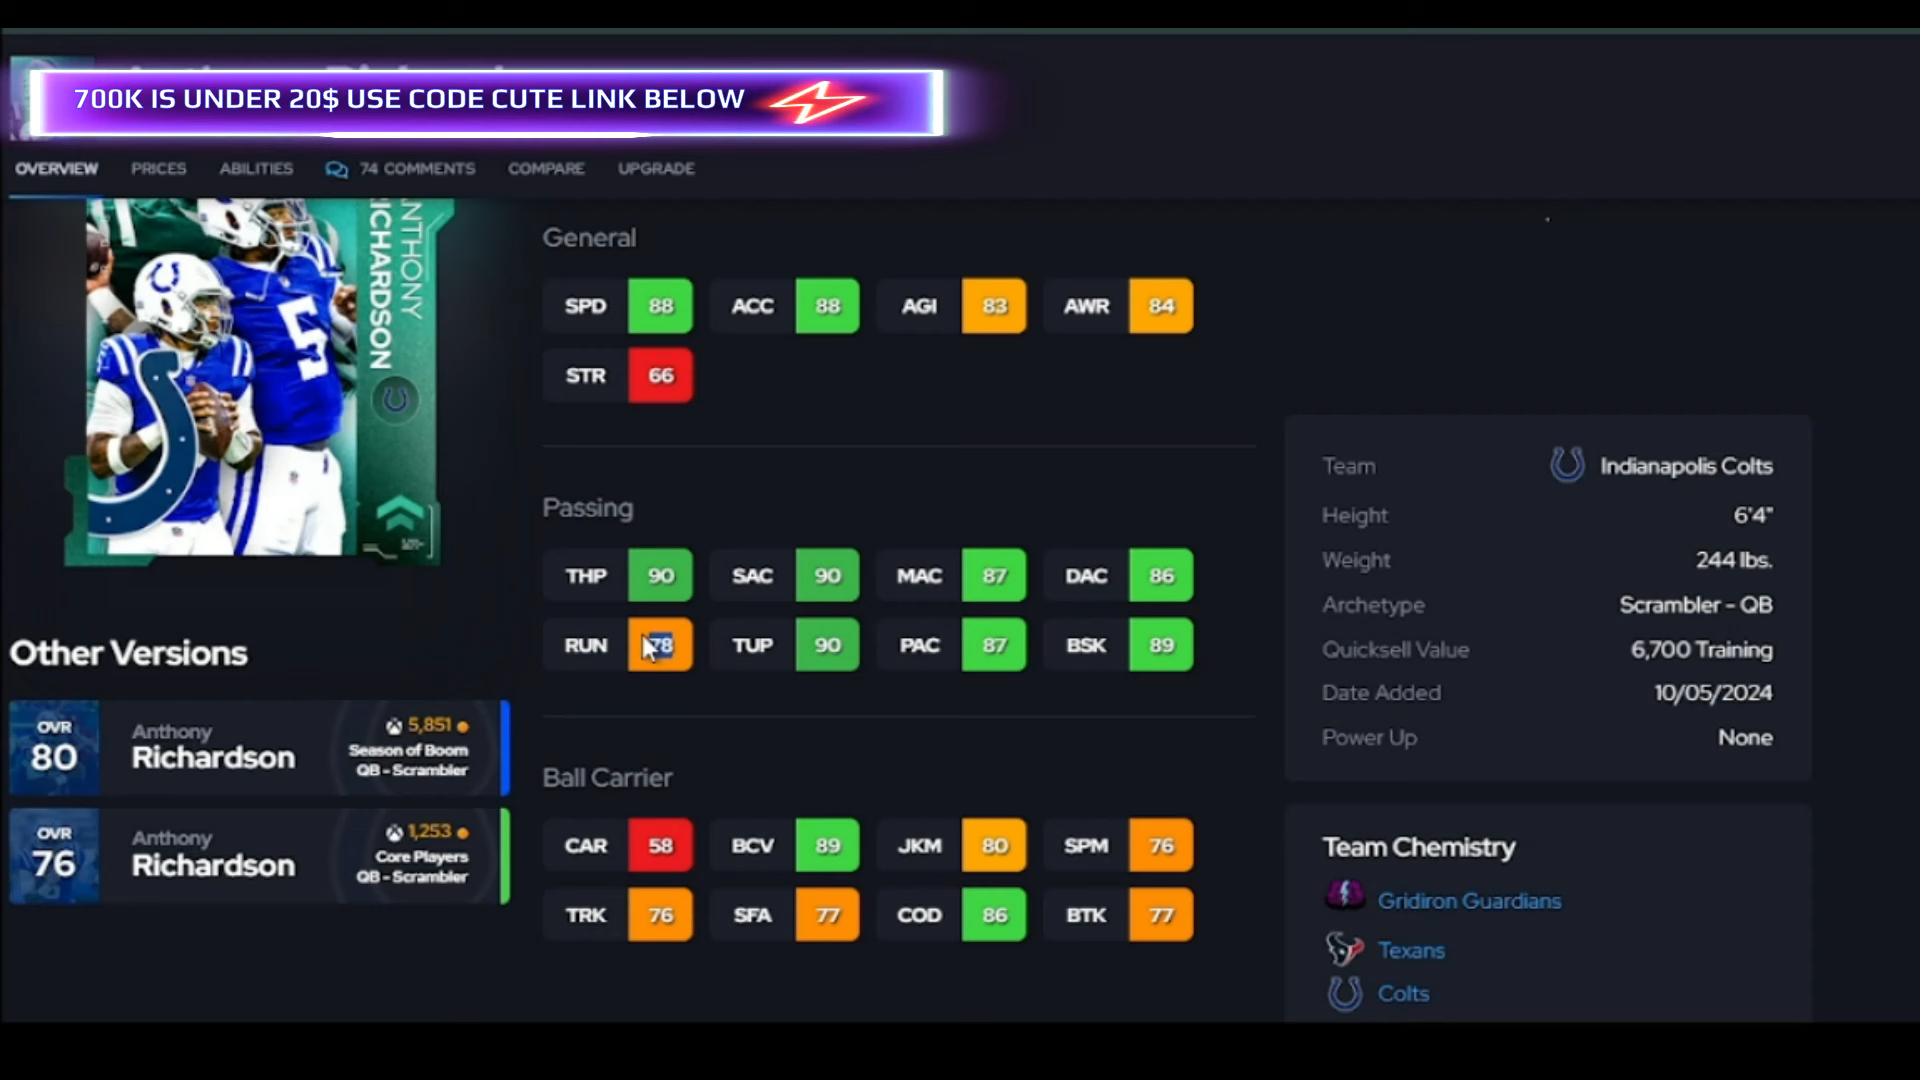 700K IS UNDER 20$ USE CODE CUTE LINK BELOW
OVERVIEW PRICES ABILITIES 74 COMMENTS COMPARE UPGRADE
ANTHONY
RICHARDSON
5
General
SPD 88 ACC 88 AGI 83 AWR 84
STR 66
Passing
THP 90 SAC 90 MAC 87 DAC 86
RUN 78 TUP 90 PAC 87 BSK 89
Ball Carrier
CAR 58 BCV 89 JKM 80 SPM 76
TRK 76 SFA 77 COD 86 BTK 77
Other Versions
OVR
80
Anthony
Richardson
5,851
Season of Boom
QB - Scrambler
OVR
76
Anthony
Richardson
1,253
Core Players
QB - Scrambler
Team Indianapolis Colts
Height 6'4"
Weight 244 lbs.
Archetype Scrambler - QB
Quicksell Value 6,700 Training
Date Added 10/05/2024
Power Up None
Team Chemistry
Gridiron Guardians
Texans
Colts